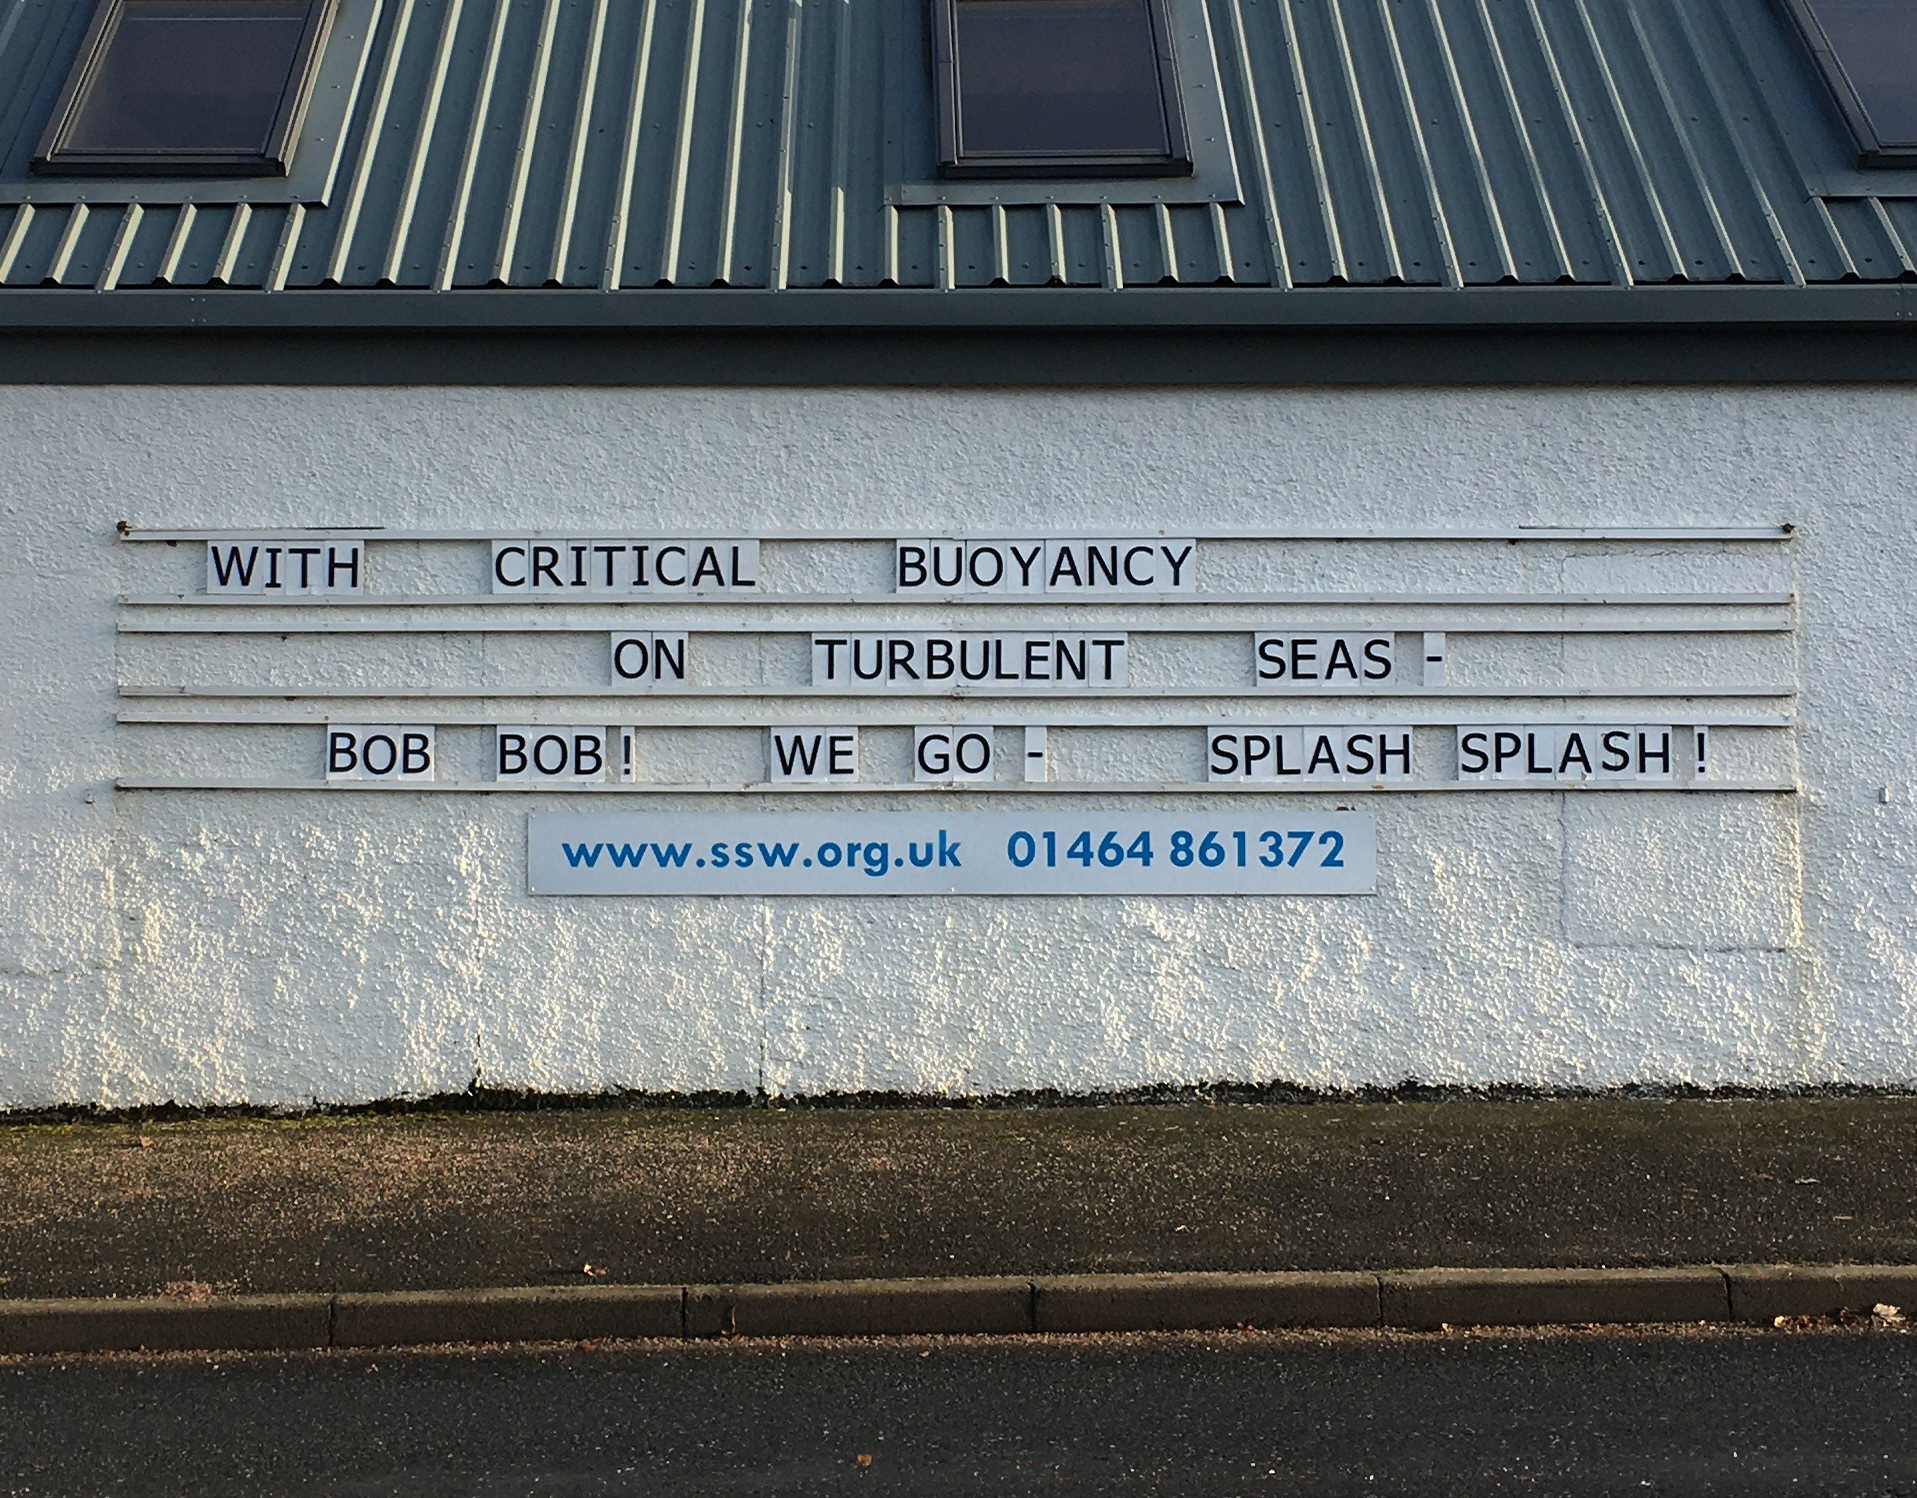 WITH CRITICAL BUOYANCY
ON TURBULENT SEAS -
BOB BOB! WE GO - SPLASH SPLASH!
www.ssw.org.uk 01464 861372